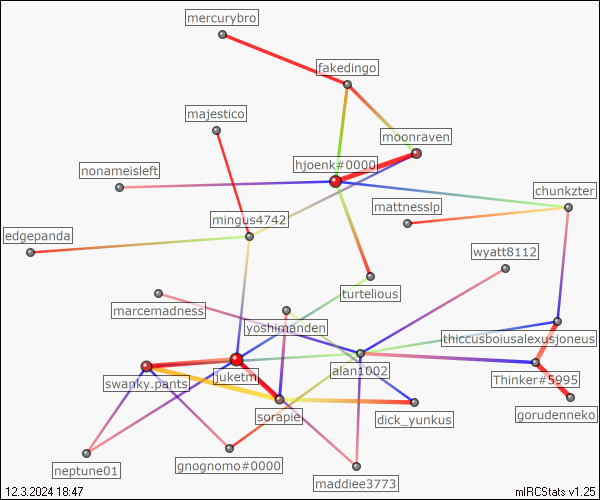 mercurybro
fakedingo
majestico
moonraven
hjoenk#0000
nonameisleft
chunkzter
mattnesslp
mingus4742
edgepanda
wyatt8112
turtelious
marcemadness
yoshimanden
thiccusboiusalexusjoneus
alan1002
juketm
Thinker#5995
swanky.pants
sorapie
gorudenneko
dick_yunkus
neptune01
gnognomo#0000
maddiee3773
12.3.2024 18:47
mIRCStats v1.25